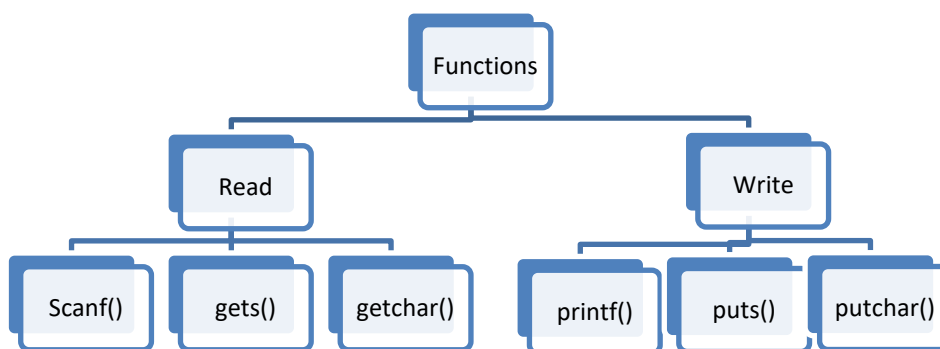 Functions
Read
Write
Scanf()
gets()
getchar()
printf()
puts()
putchar()